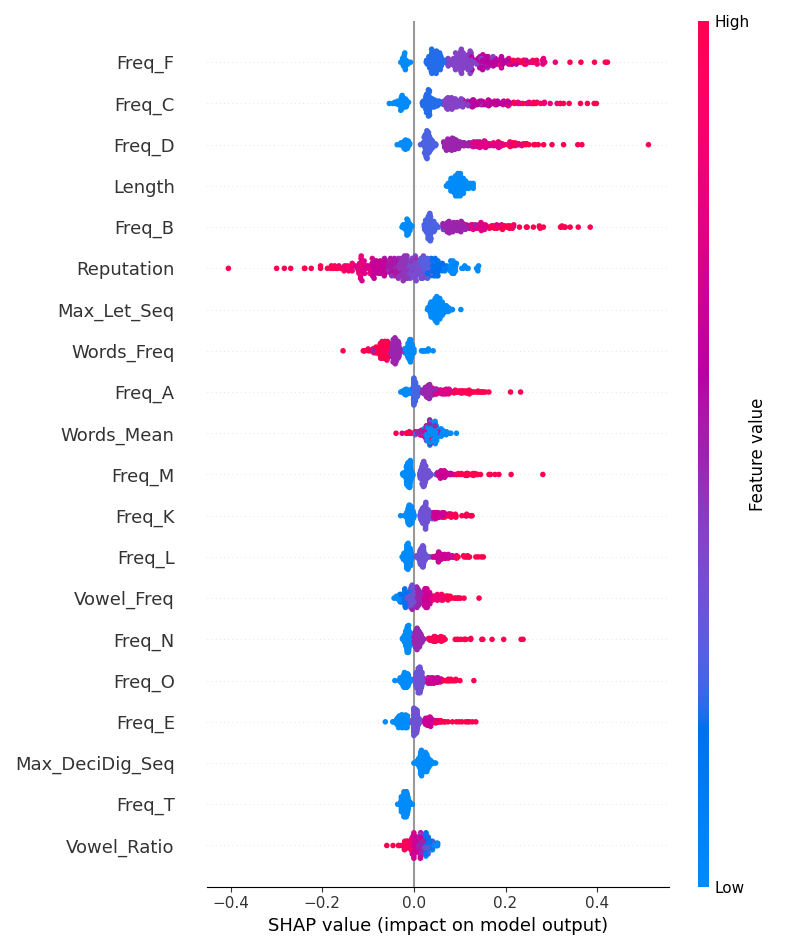 High
Freq_F
Freq_C
Freq_D
Length
Freq_B
Reputation
Max_Let_Seq
Words_Freq
Freq_A
Words_Mean
Freq_M
Freq_K
Freq_L
Vowel_Freq
Freq_N
Freq_O
Freq_E
Max_DeciDig_Seq
Freq_T
Vowel_Ratio
Feature value
Low
−0.4 −0.2 0.0 0.2 0.4
SHAP value (impact on model output)